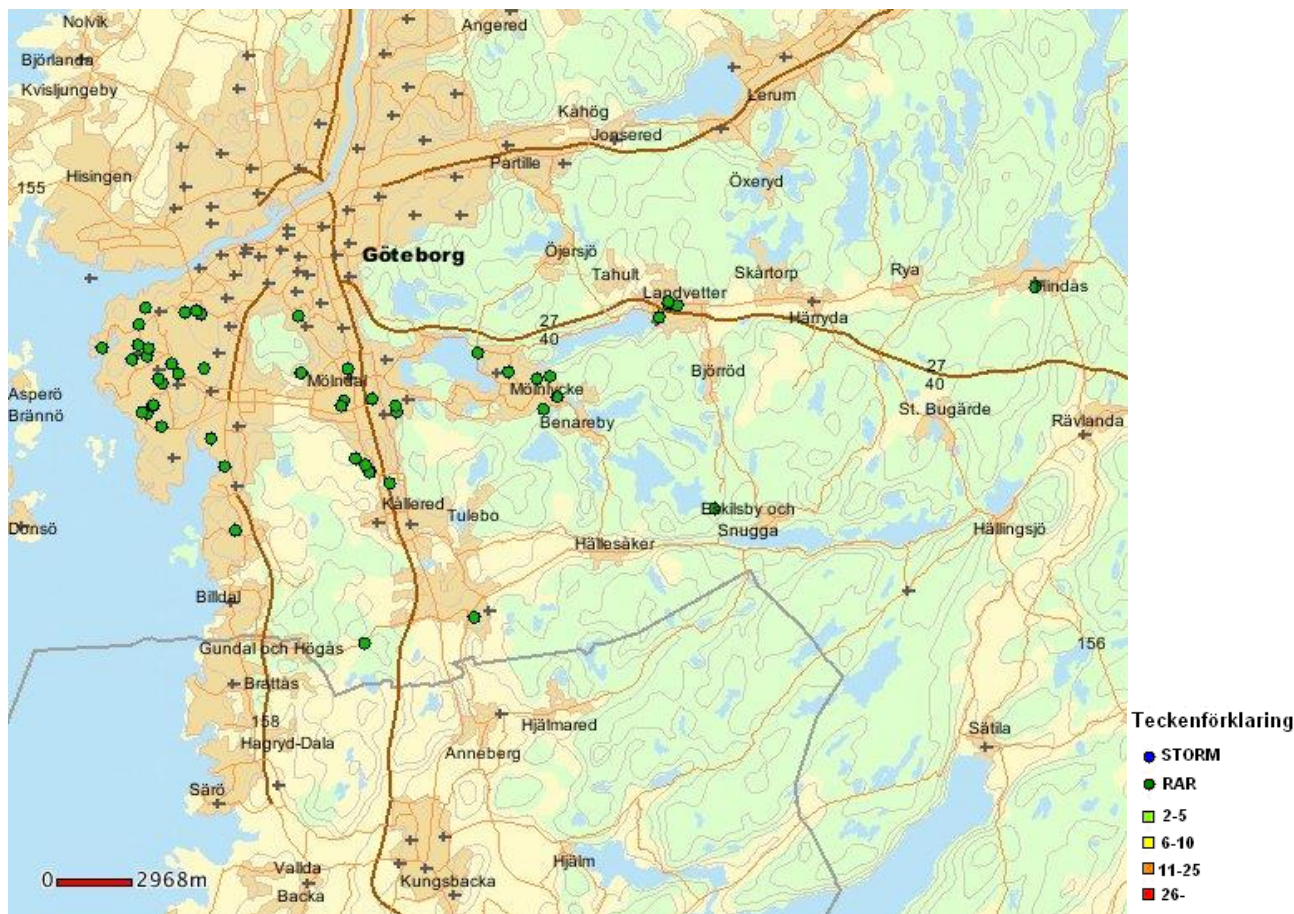 Nolvik
Angered
Björlanda
Kvisljungeby
Lerum
Kåhög
Jonsered
Partille
Hisingen
155
Öxeryd
Göteborg
Öjersjö
Tahult
Skårtorp
Rya
Landvetter
Hindås
Härryda
27
40
27
40
Björröd
Mölndal
Mölnlycke
Asperö
Brännö
St. Bugärde
Rävlanda
Benareby
Kållered
Tulebo
Eskilsby och
Snugga
Donsö
Hällingsjö
Hällesåker
Billdal
156
Gundal och Högås
Brattås
Teckenförklaring
158
Hjälmared
Sätila
Hagryd-Dala
Anneberg
STORM
RAR
Särö
2-5
6-10
Vallda
Backa
Hjälm
Kungsbacka
11-25
0
2968m
26-